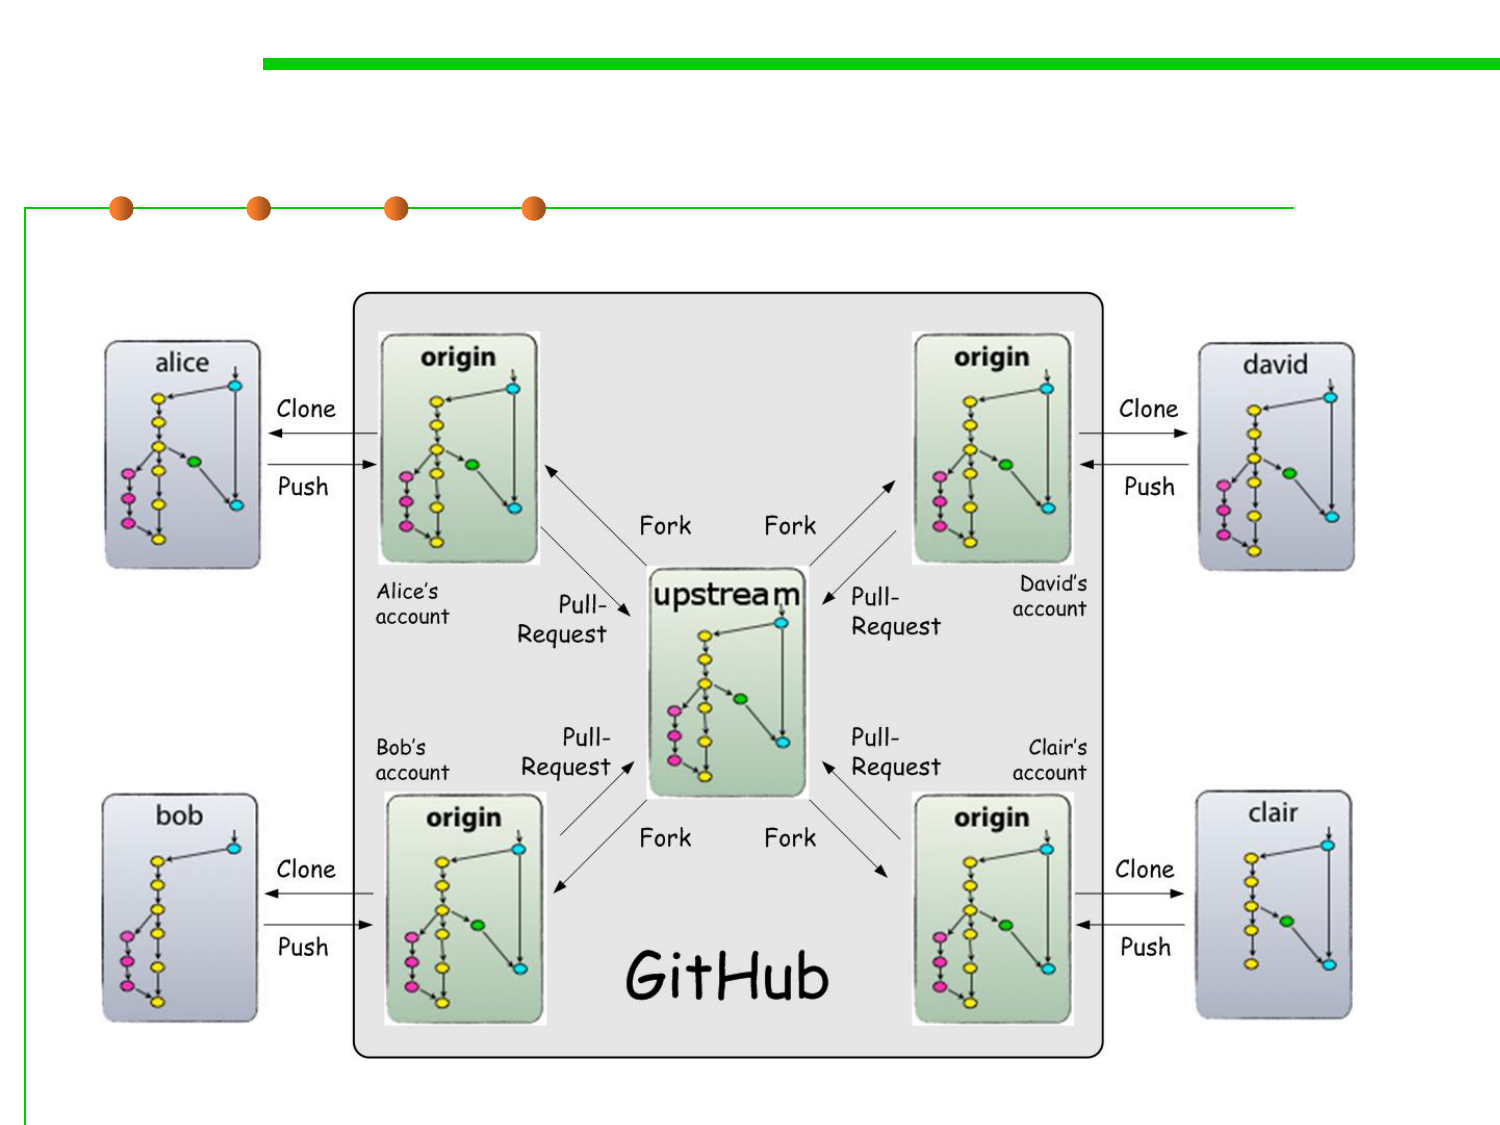 alice
origin
origin
david
Clone
Push
Clone
Push
Fork
Fork
Alice's
account
Pull-
Request
upstream
Pull-
Request
David's
account
Bob's
account
Pull-
Request
Pull-
Request
Clair's
account
bob
origin
origin
clair
Fork
Fork
Clone
Push
Clone
Push
GitHub